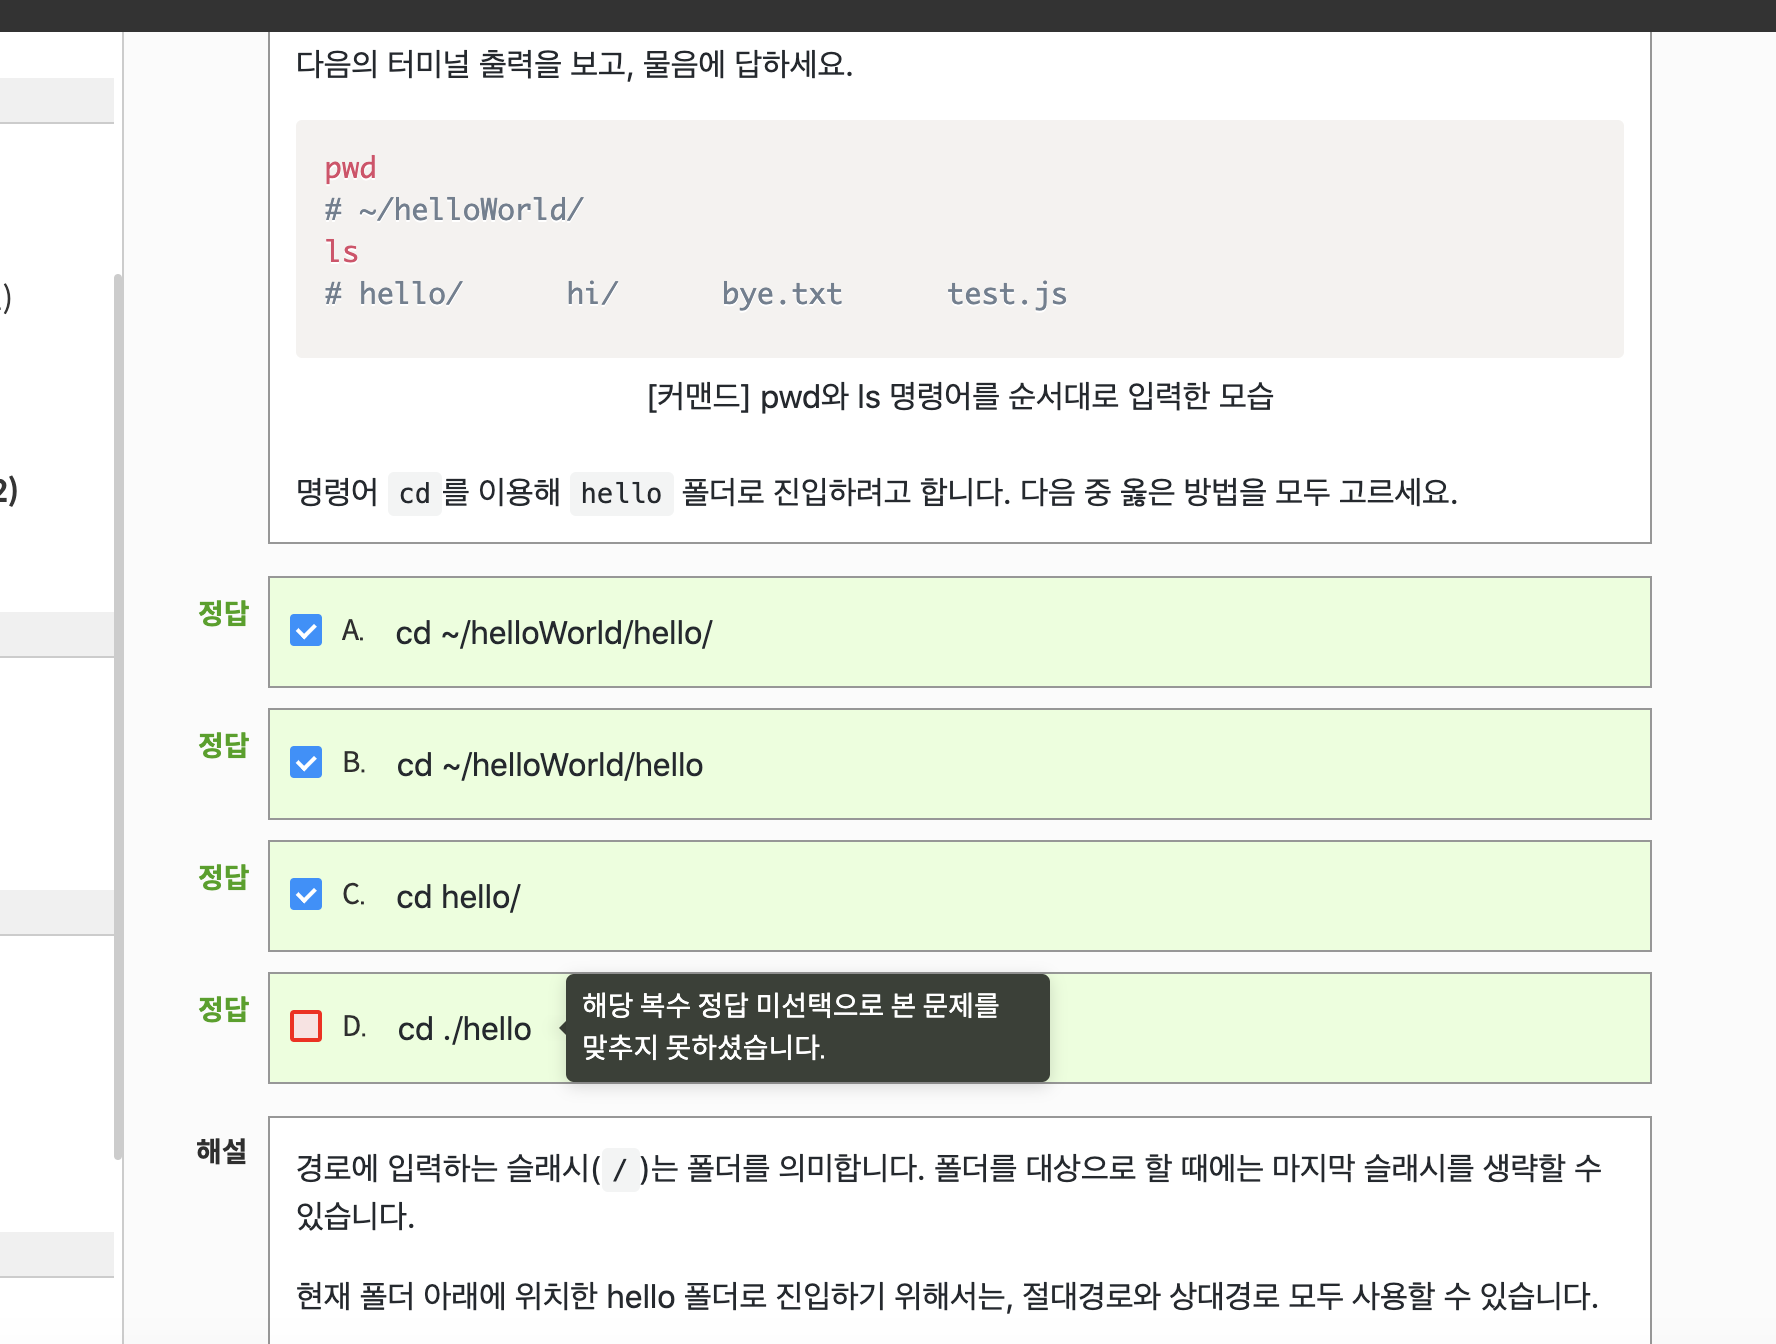 다음의 터미널 출력을 보고, 물음에 답하세요.
pwd
# ~/helloWorld/
ls
# hello/      hi/      bye.txt      test.js
[커맨드] pwd와 ls 명령어를 순서대로 입력한 모습
명령어 cd를 이용해 hello 폴더로 진입하려고 합니다. 다음 중 옳은 방법을 모두 고르세요.
2)
정답 A. cd ~/helloWorld/hello/
정답 B. cd ~/helloWorld/hello
정답 C. cd hello/
정답 D. cd ./hello
해당 복수 정답 미선택으로 본 문제를
맞추지 못하셨습니다.
해설
경로에 입력하는 슬래시(/)는 폴더를 의미합니다. 폴더를 대상으로 할 때에는 마지막 슬래시를 생략할 수
있습니다.
현재 폴더 아래에 위치한 hello 폴더로 진입하기 위해서는, 절대경로와 상대경로 모두 사용할 수 있습니다.